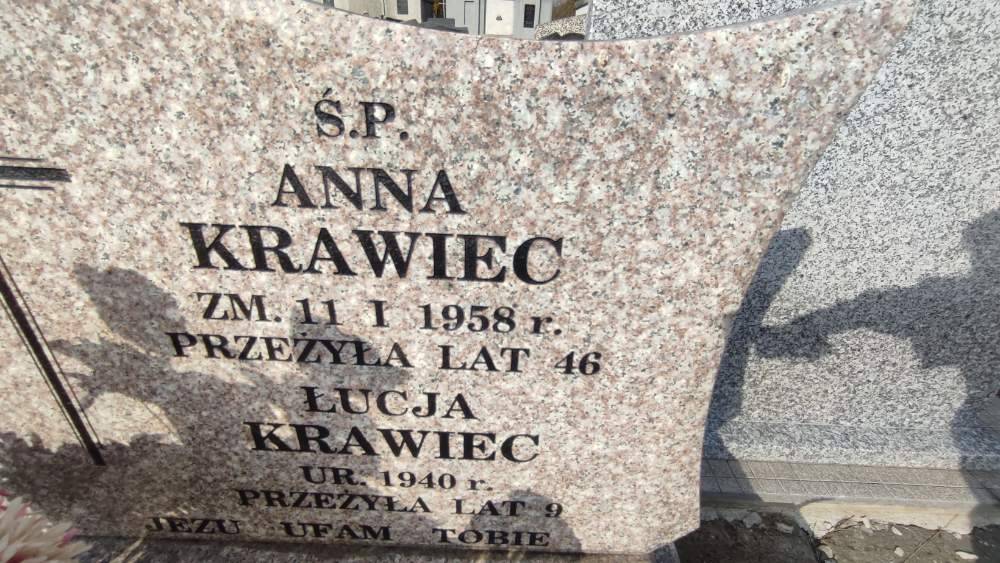 Ś.P.
ANNA
KRAWIEC
ZM. 11 I 1958 r.
PRZEŻYŁA LAT 46
ŁUCJA
KRAWIEC
UR. 1940 r.
PRZEŻYŁA LAT 9
JEZU UFAM TOBIE